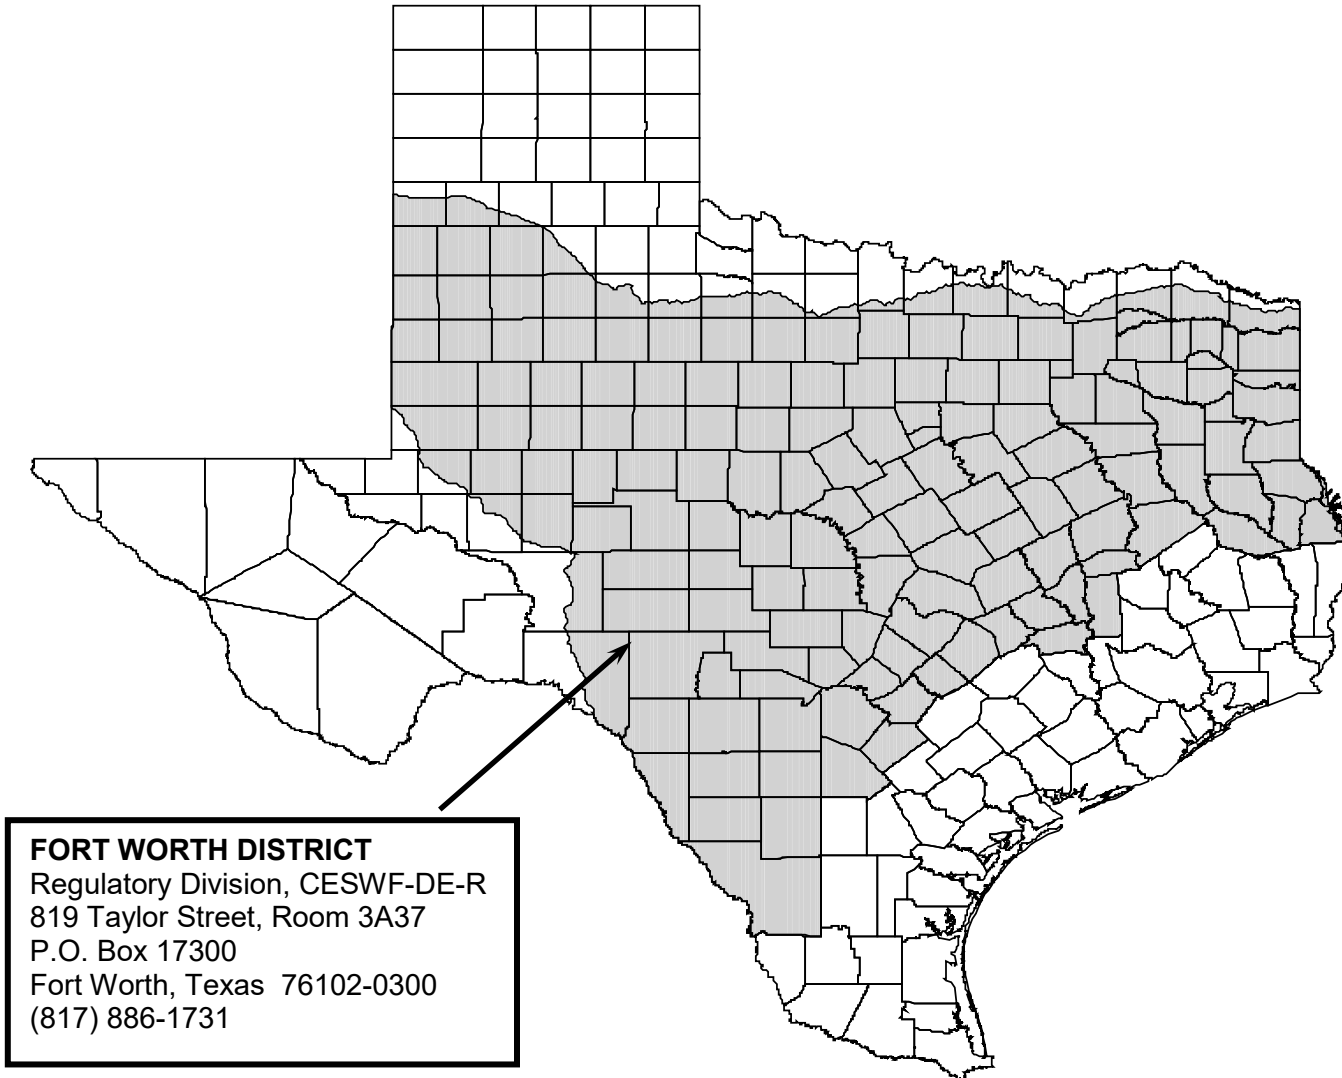 FORT WORTH DISTRICT
Regulatory Division, CESWF-DE-R
819 Taylor Street, Room 3A37
P.O. Box 17300
Fort Worth, Texas  76102-0300
(817) 886-1731